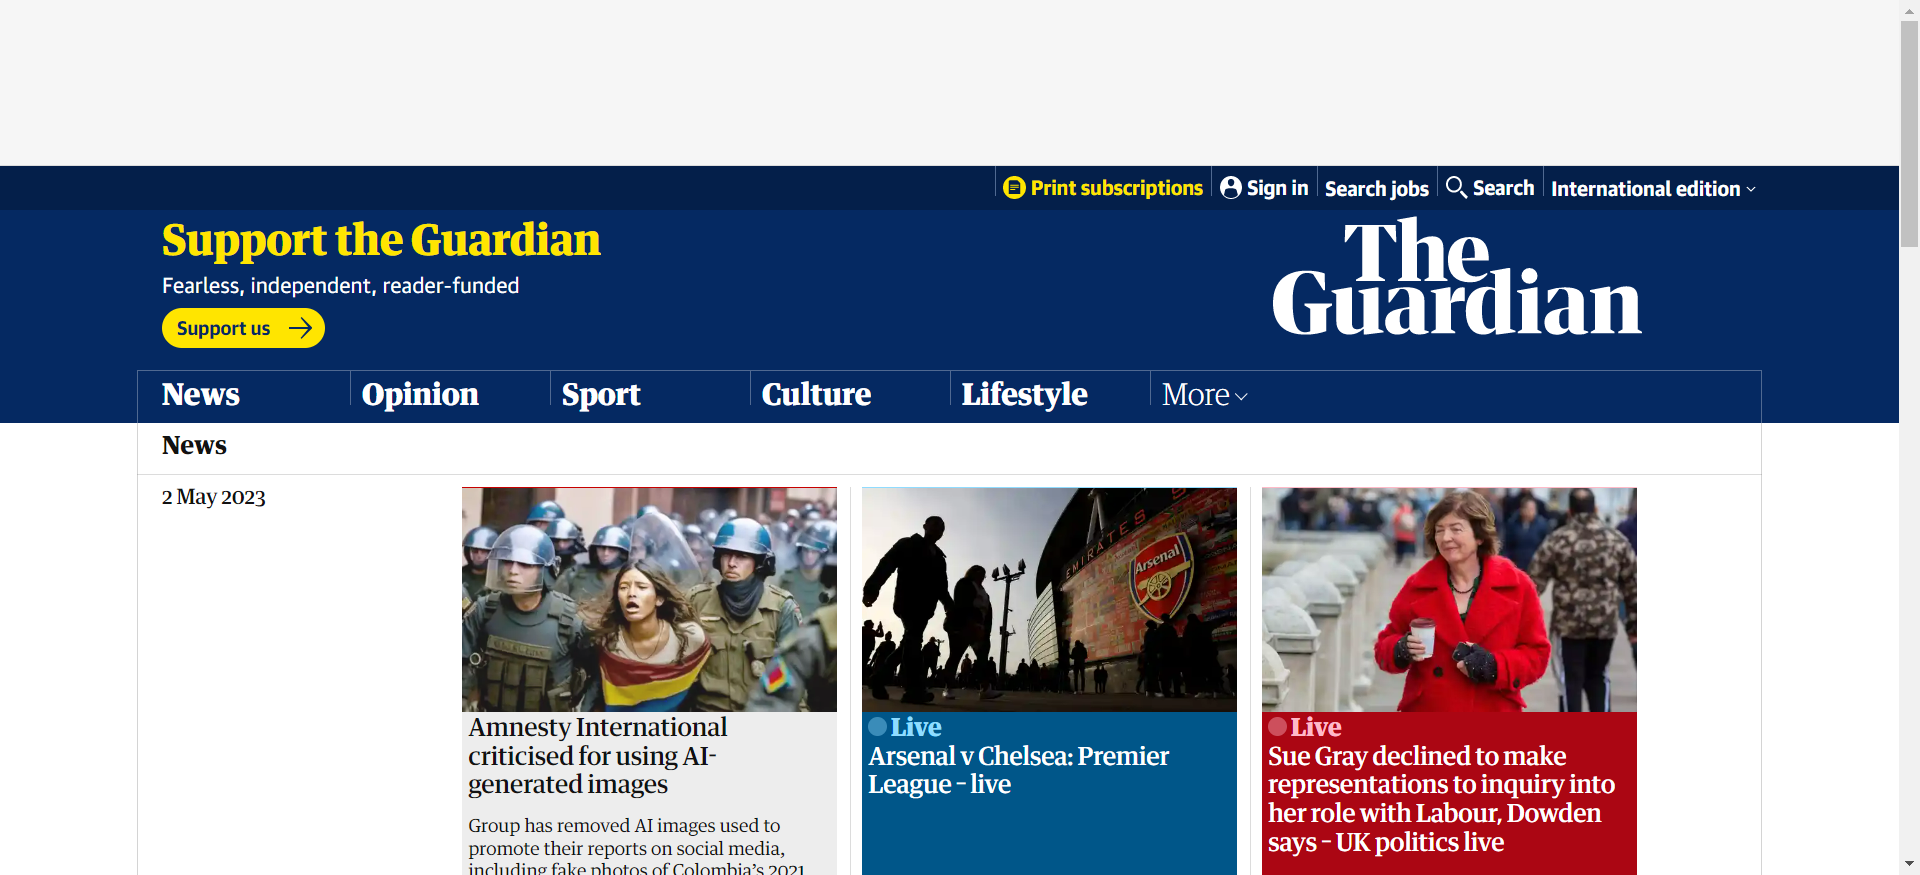 Print subscriptions
Sign in
Search jobs
Search
International edition
Support the Guardian
Fearless, independent, reader-funded
Support us
The
Guardian
News
Opinion
Sport
Culture
Lifestyle
More
News
2 May 2023
EMIRATES
Arsenal
Amnesty International
criticised for using AI-
generated images
Group has removed AI images used to
promote their reports on social media,
including fake photos of Colombia's 2021
Live
Arsenal v Chelsea: Premier
League – live
Live
Sue Gray declined to make
representations to inquiry into
her role with Labour, Dowden
says – UK politics live